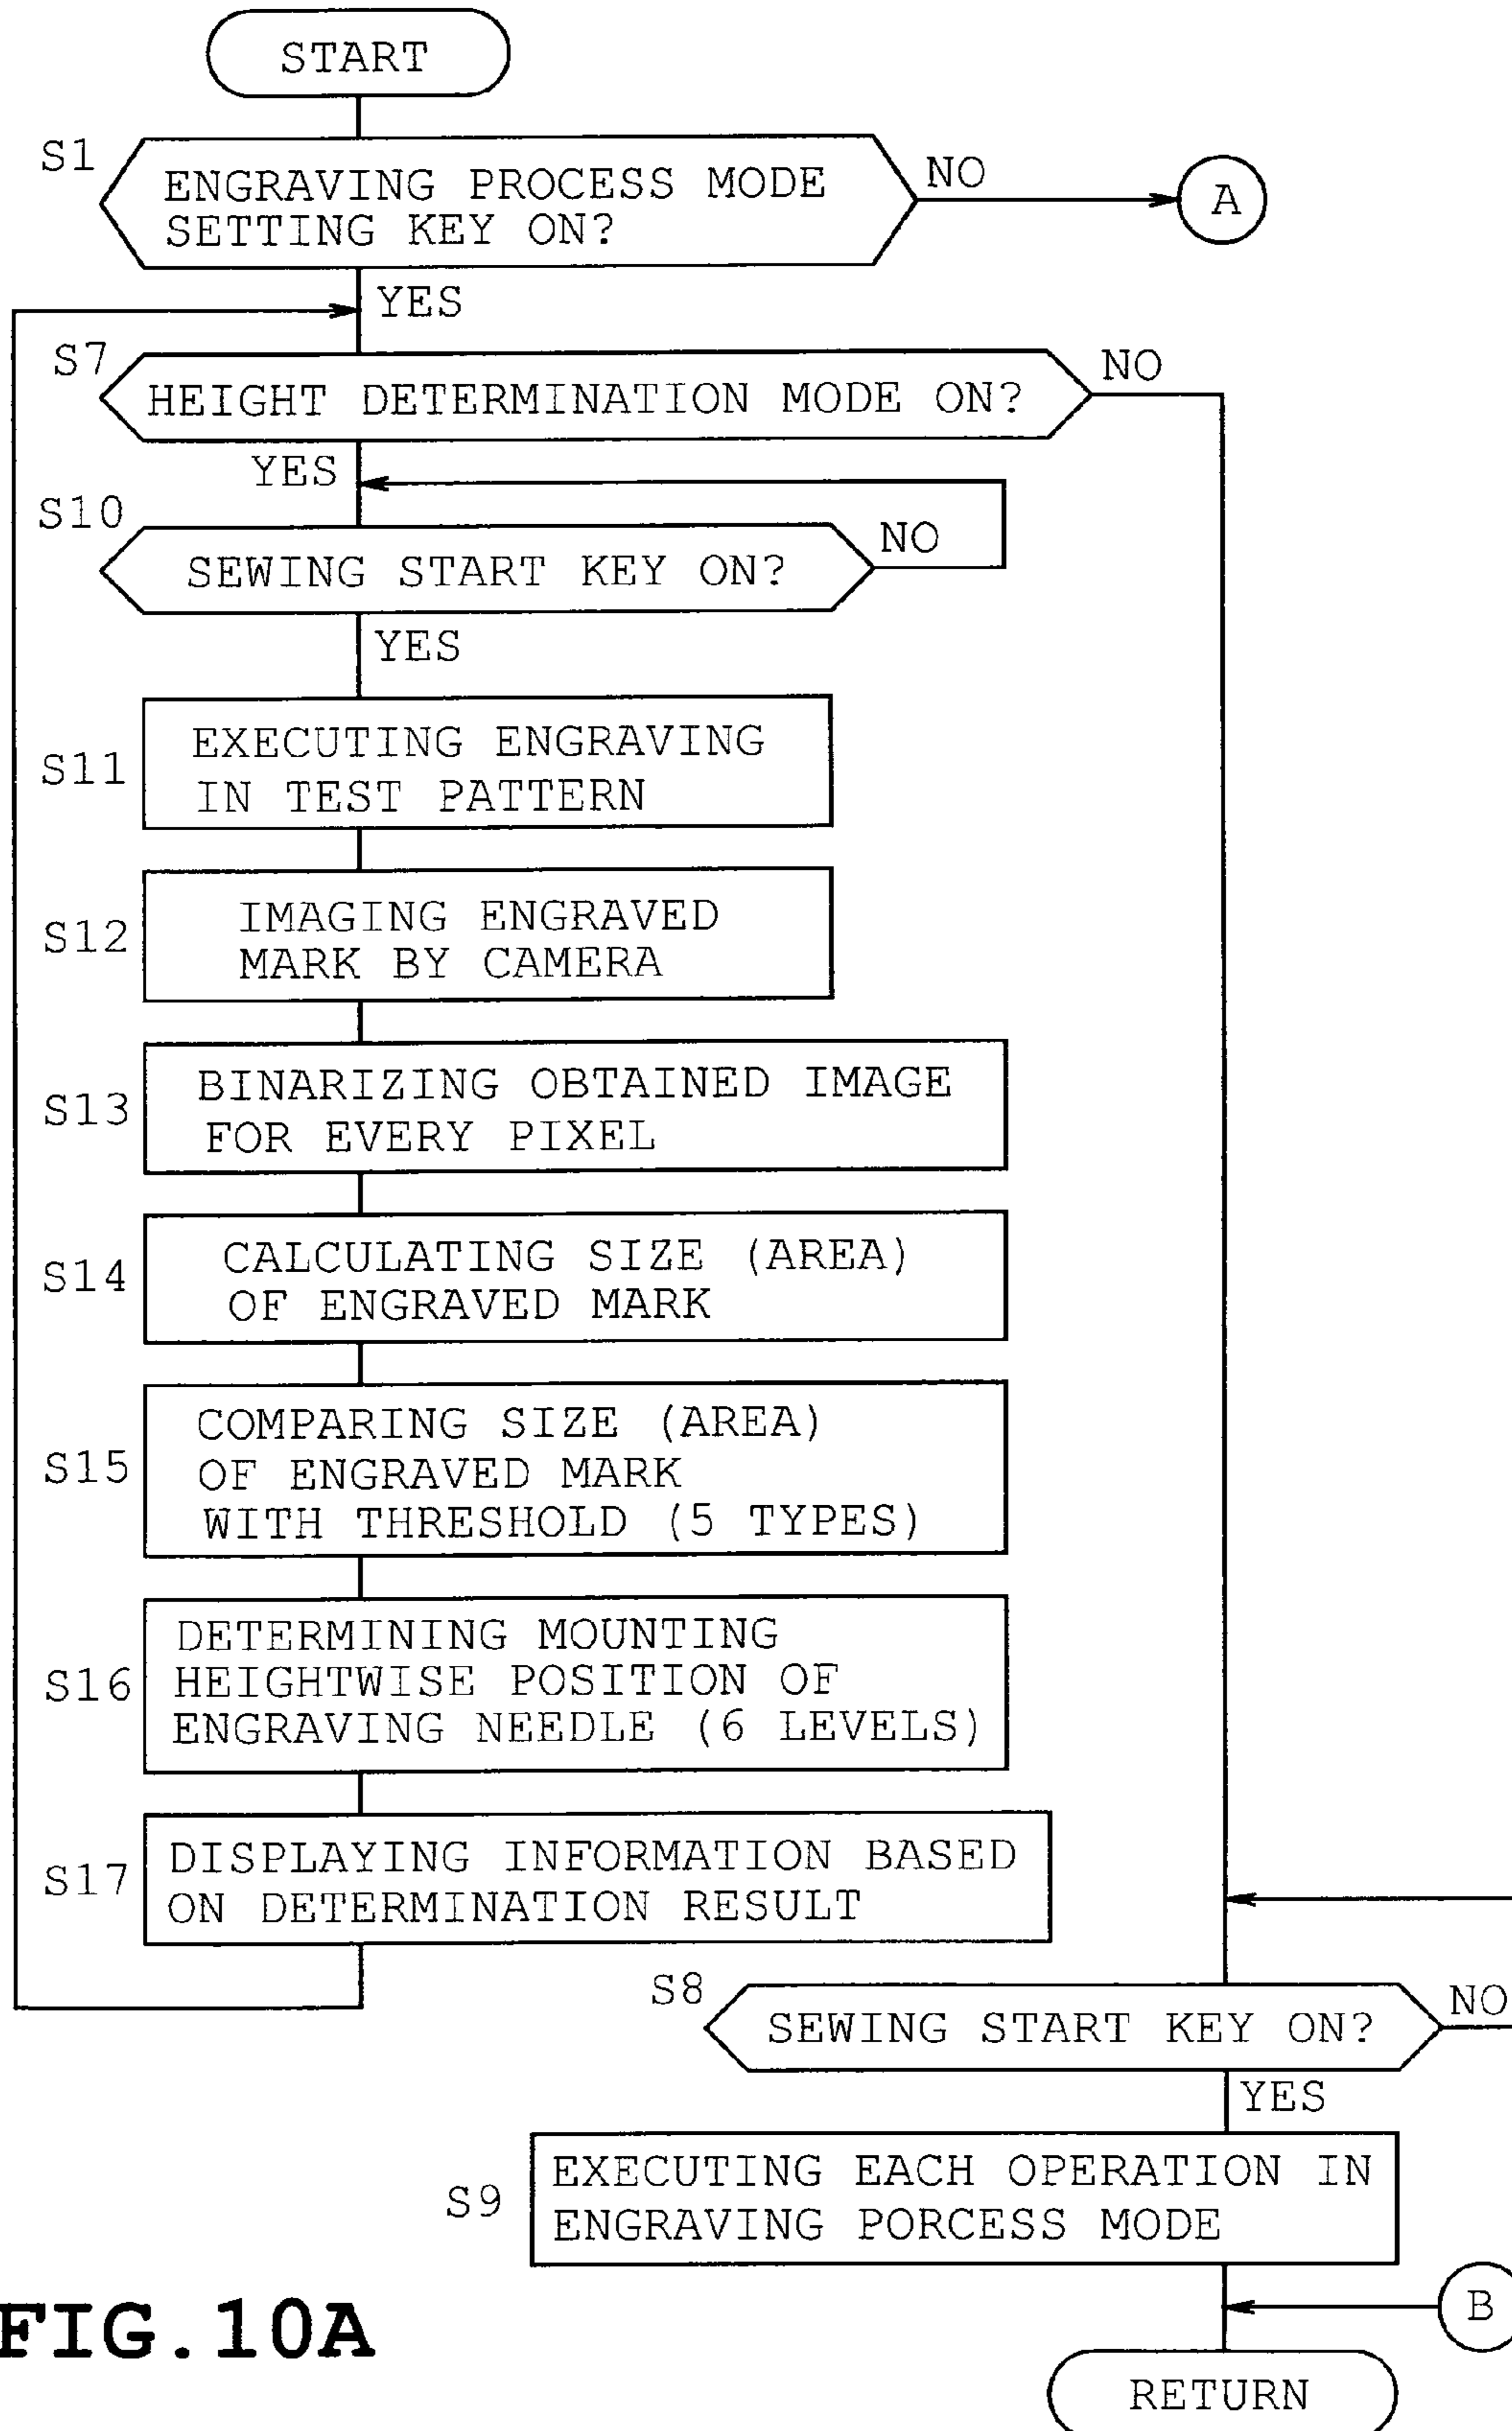 START
S1
ENGRAVING PROCESS MODE
SETTING KEY ON?
NO
A
YES
S7
HEIGHT DETERMINATION MODE ON?
NO
YES
S10
SEWING START KEY ON?
NO
YES
S11
EXECUTING ENGRAVING
IN TEST PATTERN
S12
IMAGING ENGRAVED
MARK BY CAMERA
S13
BINARIZING OBTAINED IMAGE
FOR EVERY PIXEL
S14
CALCULATING SIZE (AREA)
OF ENGRAVED MARK
S15
COMPARING SIZE (AREA)
OF ENGRAVED MARK
WITH THRESHOLD (5 TYPES)
S16
DETERMINING MOUNTING
HEIGHTWISE POSITION OF
ENGRAVING NEEDLE (6 LEVELS)
S17
DISPLAYING INFORMATION BASED
ON DETERMINATION RESULT
S8
SEWING START KEY ON?
NO
YES
S9
EXECUTING EACH OPERATION IN
ENGRAVING PORCESS MODE
B
RETURN
FIG.10A